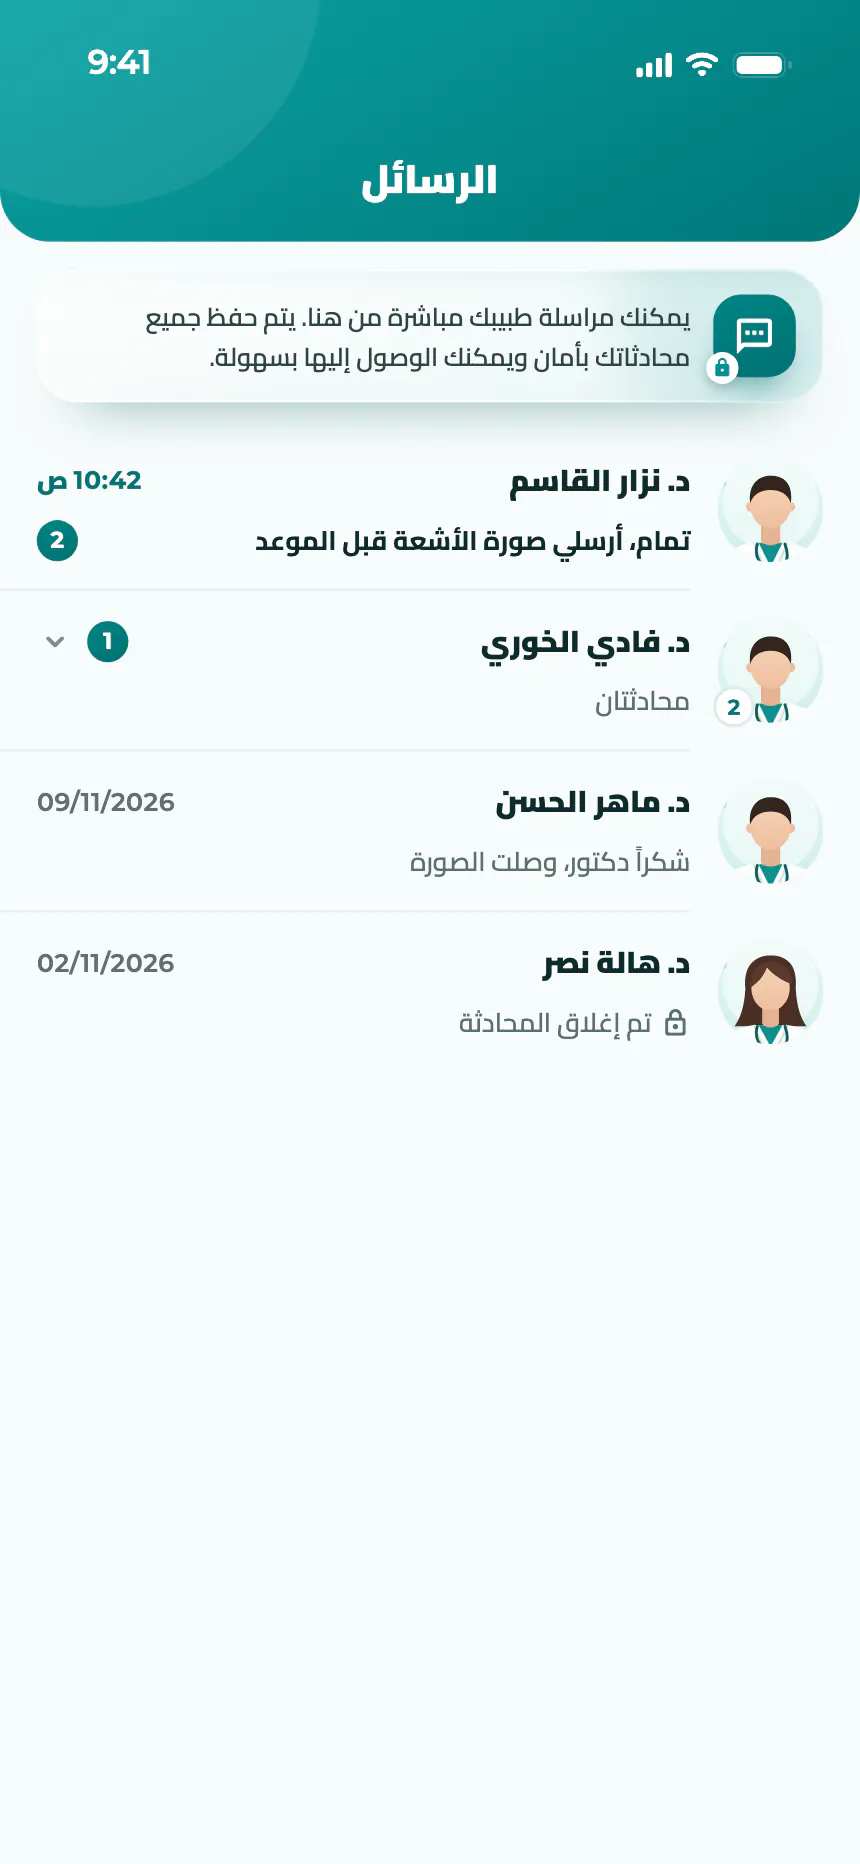 9:41
الرسائل
يمكنك مراسلة طبيبك مباشرة من هنا. يتم حفظ جميع
محادثاتك بأمان ويمكنك الوصول إليها بسهولة.
د. نزار القاسم
10:42 ص
تمام، أرسلي صورة الأشعة قبل الموعد
2
د. فادي الخوري
1
2
محادثتان
د. ماهر الحسن
09/11/2026
شكراً دكتور، وصلت الصورة
د. هالة نصر
02/11/2026
تم إغلاق المحادثة